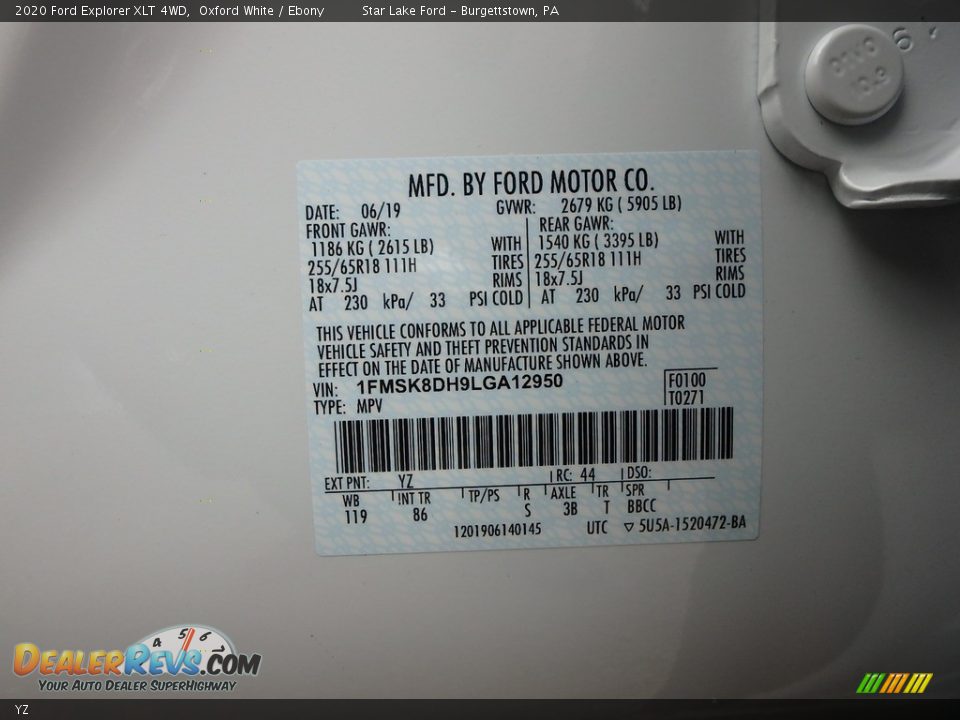 2020 Ford Explorer XLT 4WD, Oxford White / Ebony Star Lake Ford - Burgettstown, PA
MFD. BY FORD MOTOR CO.
DATE: 06/19 GVWR: 2679 KG ( 5905 LB)
FRONT GAWR: REAR GAWR:
1186 KG ( 2615 LB) WITH 1540 KG ( 3395 LB) WITH
255/65R18 111H TIRES 255/65R18 111H TIRES
18x7.5J RIMS 18x7.5J RIMS
AT 230 kPa/ 33 PSI COLD AT 230 kPa/ 33 PSI COLD
THIS VEHICLE CONFORMS TO ALL APPLICABLE FEDERAL MOTOR
VEHICLE SAFETY AND THEFT PREVENTION STANDARDS IN
EFFECT ON THE DATE OF MANUFACTURE SHOWN ABOVE.
VIN: 1FMSK8DH9LGA12950 F0100
TYPE: MPV T0271
EXT PNT: YZ RC: 44 DSO:
WB INT TR TP/PS R AXLE TR SPR
119 86 S 3B T BBCC
1201906140145 UTC ▽ 5U5A-1520472-BA
4 5 6
DEALERREVS.COM
YOUR AUTO DEALER SUPERHIGHWAY
YZ